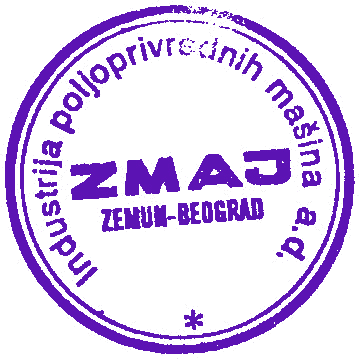 Industrija poljoprivrednih mašina a.d.
ZMAJ
ZEMUN-BEOGRAD
*